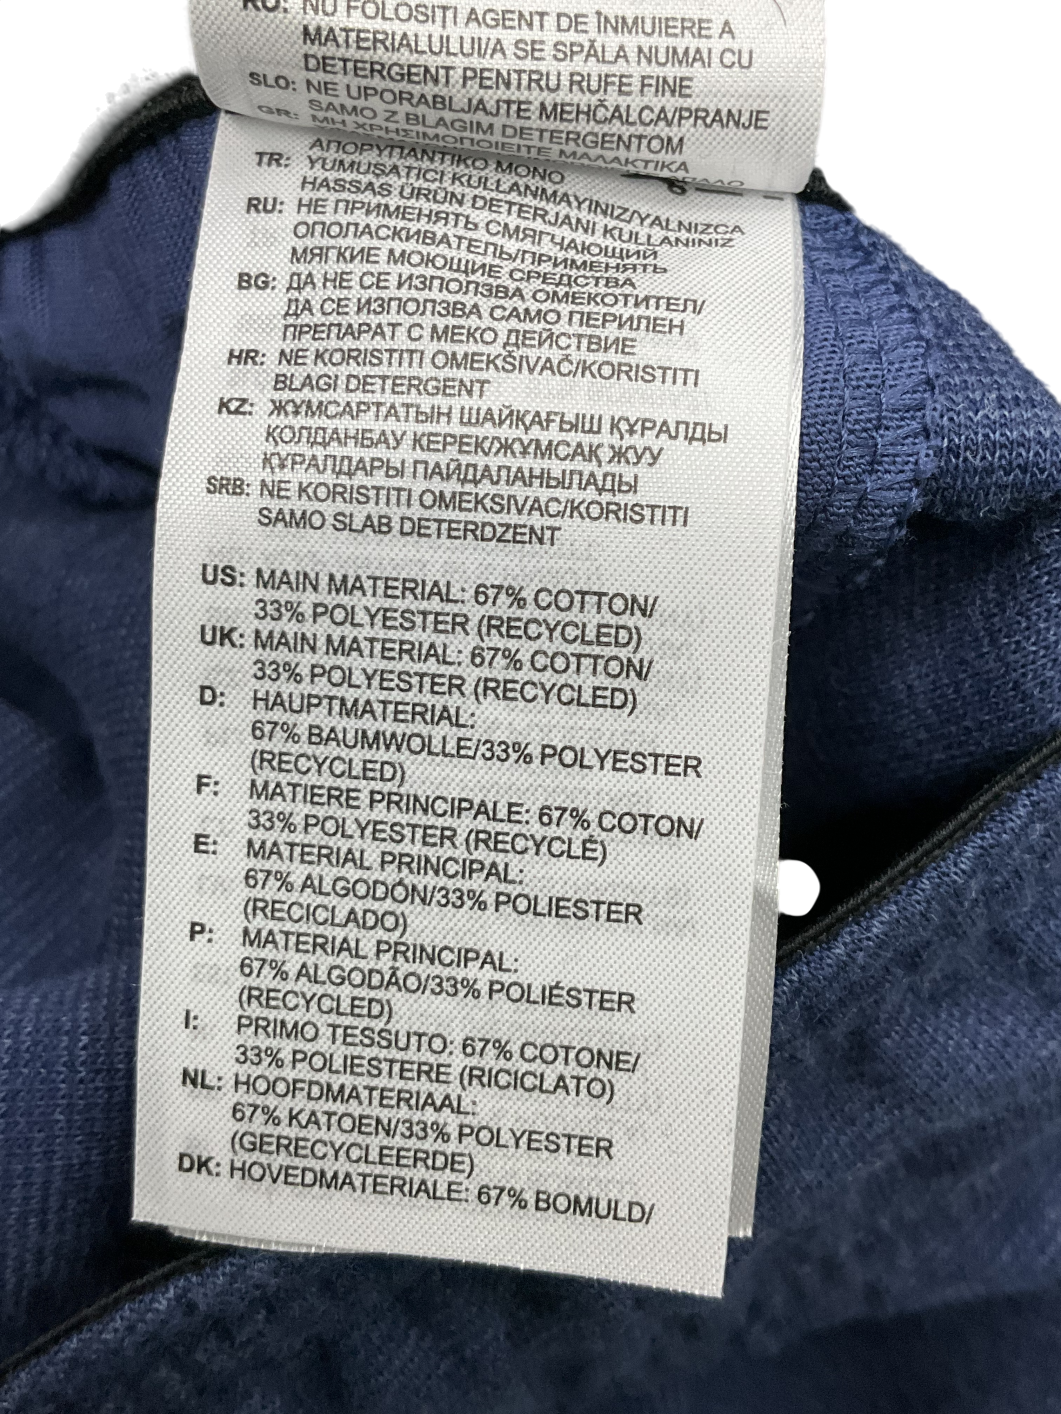 RO: NU FOLOSITI AGENT DE ÎNMUIERE A
MATERIALULUI/A SE SPĂLA NUMAI CU
DETERGENT PENTRU RUFE FINE
SLO: NE UPORABLJAJTE MEHČALCA/PRANJE
SAMO Z BLAGIM DETERGENTOM
GR: ΜΗ ΧΡΗΣΙΜΟΠΟΙΕΙΤΕ ΜΑΛΑΚΤΙΚΑ
ΑΠΟΡΥΠΑΝΤΙΚΟ ΜΟΝΟ
TR: YUMUŞATICI KULLANMAYINIZ/YALNIZCA
HASSAS ÜRÜN DETERJANI KULLANINIZ
RU: НЕ ПРИМЕНЯТЬ СМЯГЧАЮЩИЙ
ОПОЛАСКИВАТЕЛЬ/ПРИМЕНЯТЬ
МЯГКИЕ МОЮЩИЕ СРЕДСТВА
BG: ДА НЕ СЕ ИЗПОЛЗВА ОМЕКОТИТЕЛ/
ДА СЕ ИЗПОЛЗВА САМО ПЕРИЛЕН
ПРЕПАРАТ С МЕКО ДЕЙСТВИЕ
HR: NE KORISTITI OMEKŠIVAČ/KORISTITI
BLAGI DETERGENT
KZ: ЖҰМСАРТАТЫН ШАЙҚАҒЫШ ҚҰРАЛДЫ
ҚОЛДАНБАУ КЕРЕК/ЖҰМСАҚ ЖУУ
ҚҰРАЛДАРЫ ПАЙДАЛАНЫЛАДЫ
SRB: NE KORISTITI OMEKSIVAC/KORISTITI
SAMO SLAB DETERDZENT
US: MAIN MATERIAL: 67% COTTON/
33% POLYESTER (RECYCLED)
UK: MAIN MATERIAL: 67% COTTON/
33% POLYESTER (RECYCLED)
D: HAUPTMATERIAL:
67% BAUMWOLLE/33% POLYESTER
(RECYCLED)
F: MATIERE PRINCIPALE: 67% COTON/
33% POLYESTER (RECYCLÉ)
E: MATERIAL PRINCIPAL:
67% ALGODÓN/33% POLIESTER
(RECICLADO)
P: MATERIAL PRINCIPAL:
67% ALGODÃO/33% POLIÉSTER
(RECYCLED)
I: PRIMO TESSUTO: 67% COTONE/
33% POLIESTERE (RICICLATO)
NL: HOOFDMATERIAAL:
67% KATOEN/33% POLYESTER
(GERECYCLEERDE)
DK: HOVEDMATERIALE: 67% BOMULD/